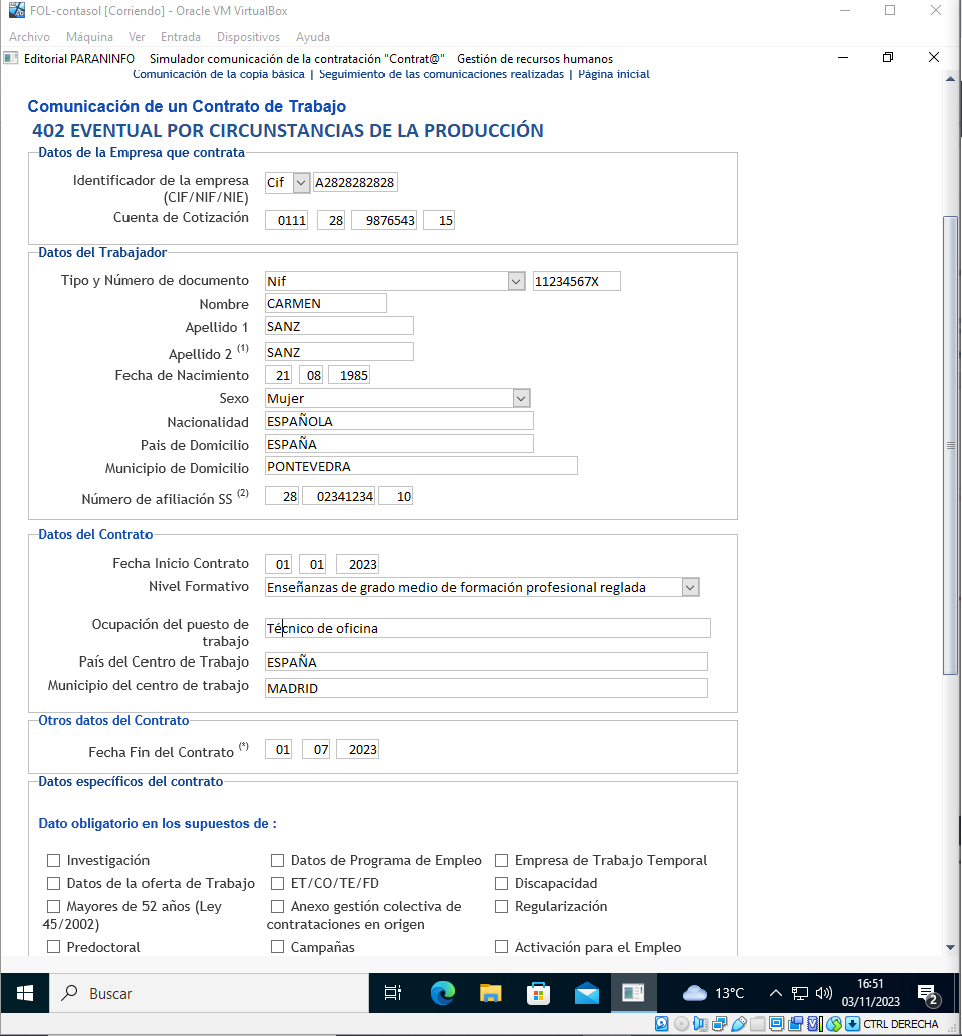 FOL-contasol [Corriendo] - Oracle VM VirtualBox
Archivo Máquina Ver Entrada Dispositivos Ayuda
Editorial PARANINFO Simulador comunicación de la contratación "Contrat@" Gestión de recursos humanos
Comunicación de la copia básica | Seguimiento de las comunicaciones realizadas | Página inicial
Comunicación de un Contrato de Trabajo
402 EVENTUAL POR CIRCUNSTANCIAS DE LA PRODUCCIÓN
Datos de la Empresa que contrata
Identificador de la empresa Cif A2828282828
(CIF/NIF/NIE)
Cuenta de Cotización 0111 28 9876543 15
Datos del Trabajador
Tipo y Número de documento Nif 11234567X
Nombre CARMEN
Apellido 1 SANZ
Apellido 2 (1) SANZ
Fecha de Nacimiento 21 08 1985
Sexo Mujer
Nacionalidad ESPAÑOLA
Pais de Domicilio ESPAÑA
Municipio de Domicilio PONTEVEDRA
Número de afiliación SS (2) 28 02341234 10
Datos del Contrato
Fecha Inicio Contrato 01 01 2023
Nivel Formativo Enseñanzas de grado medio de formación profesional reglada
Ocupación del puesto de Técnico de oficina
trabajo
País del Centro de Trabajo ESPAÑA
Municipio del centro de trabajo MADRID
Otros datos del Contrato
Fecha Fin del Contrato (*) 01 07 2023
Datos específicos del contrato
Dato obligatorio en los supuestos de :
Investigación Datos de Programa de Empleo Empresa de Trabajo Temporal
Datos de la oferta de Trabajo ET/CO/TE/FD Discapacidad
Mayores de 52 años (Ley Anexo gestión colectiva de Regularización
45/2002) contrataciones en origen
Predoctoral Campañas Activación para el Empleo
Buscar 13°C 16:51
03/11/2023 2
CTRL DERECHA